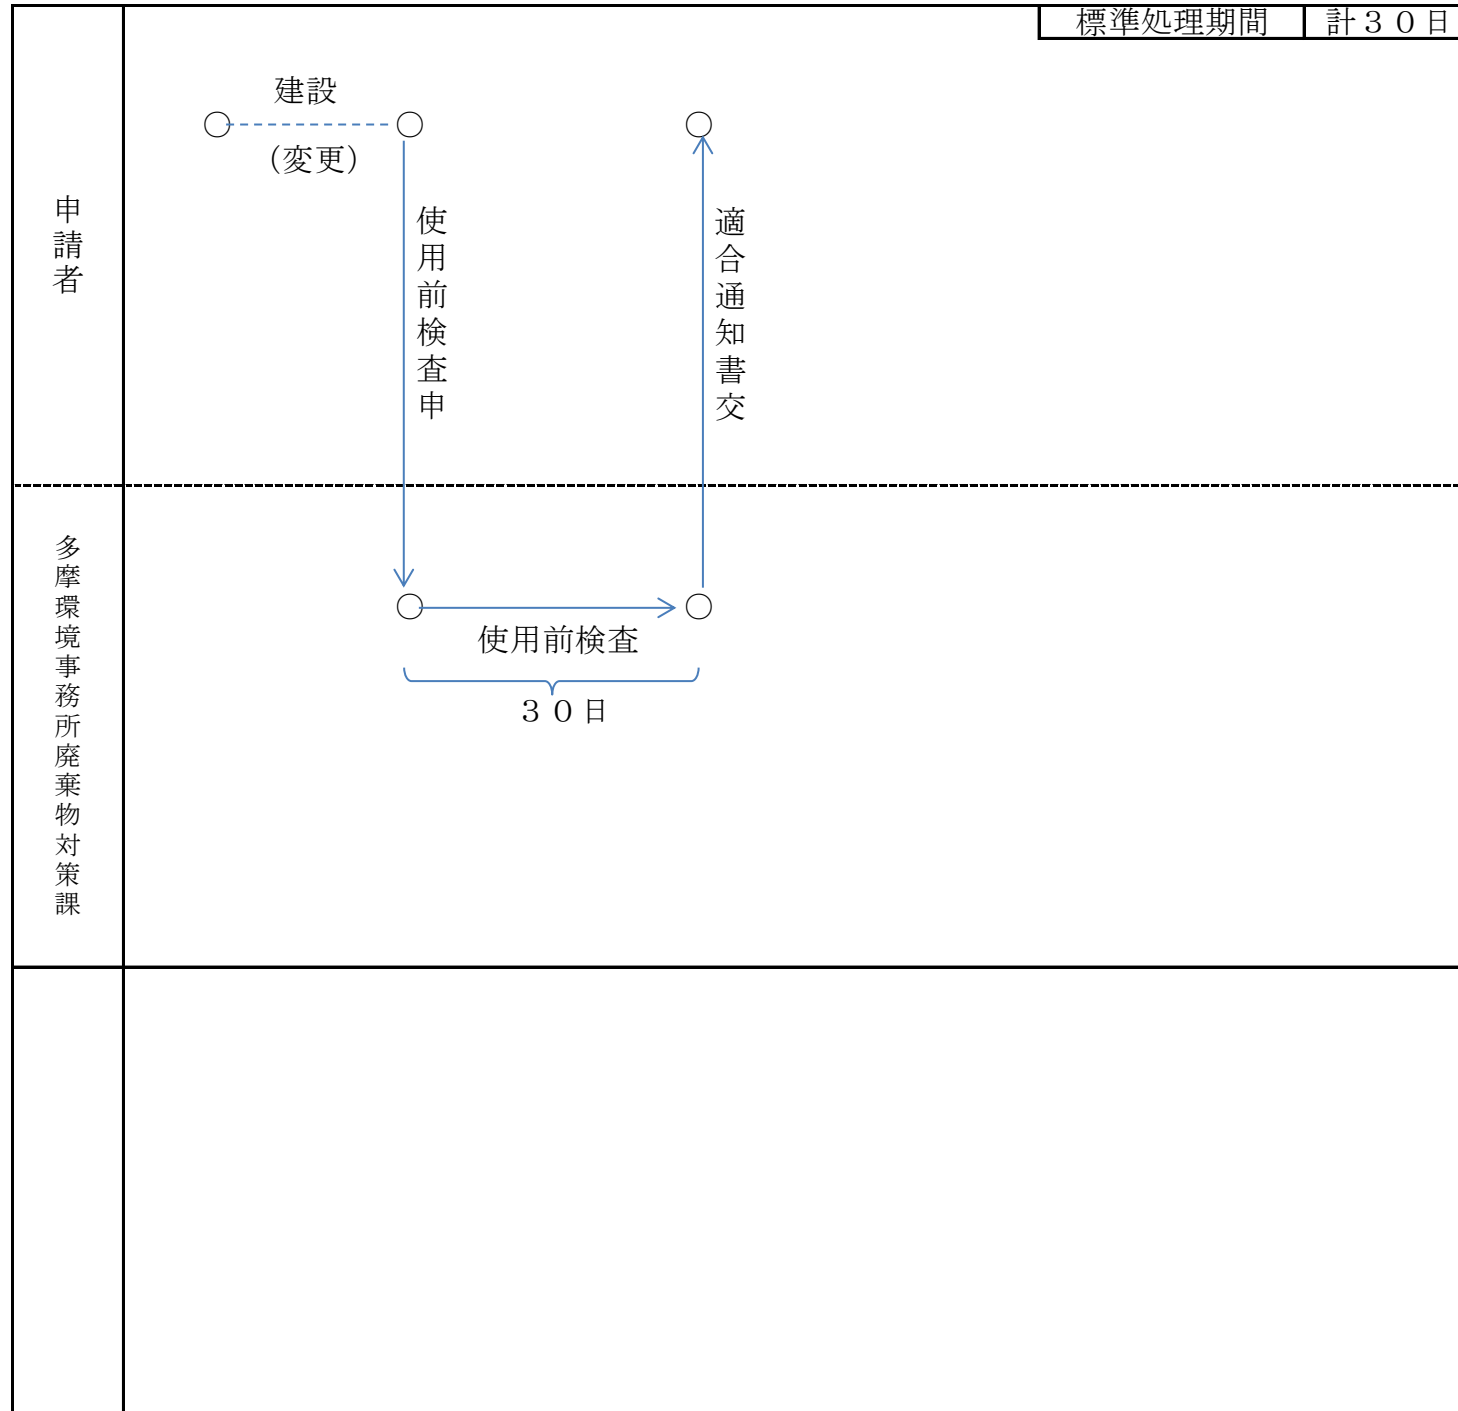 標準処理期間 計３０日
申請者
建設
(変更)
使用前検査申
適合通知書交
多摩環境事務所廃棄物対策課
使用前検査
３０日